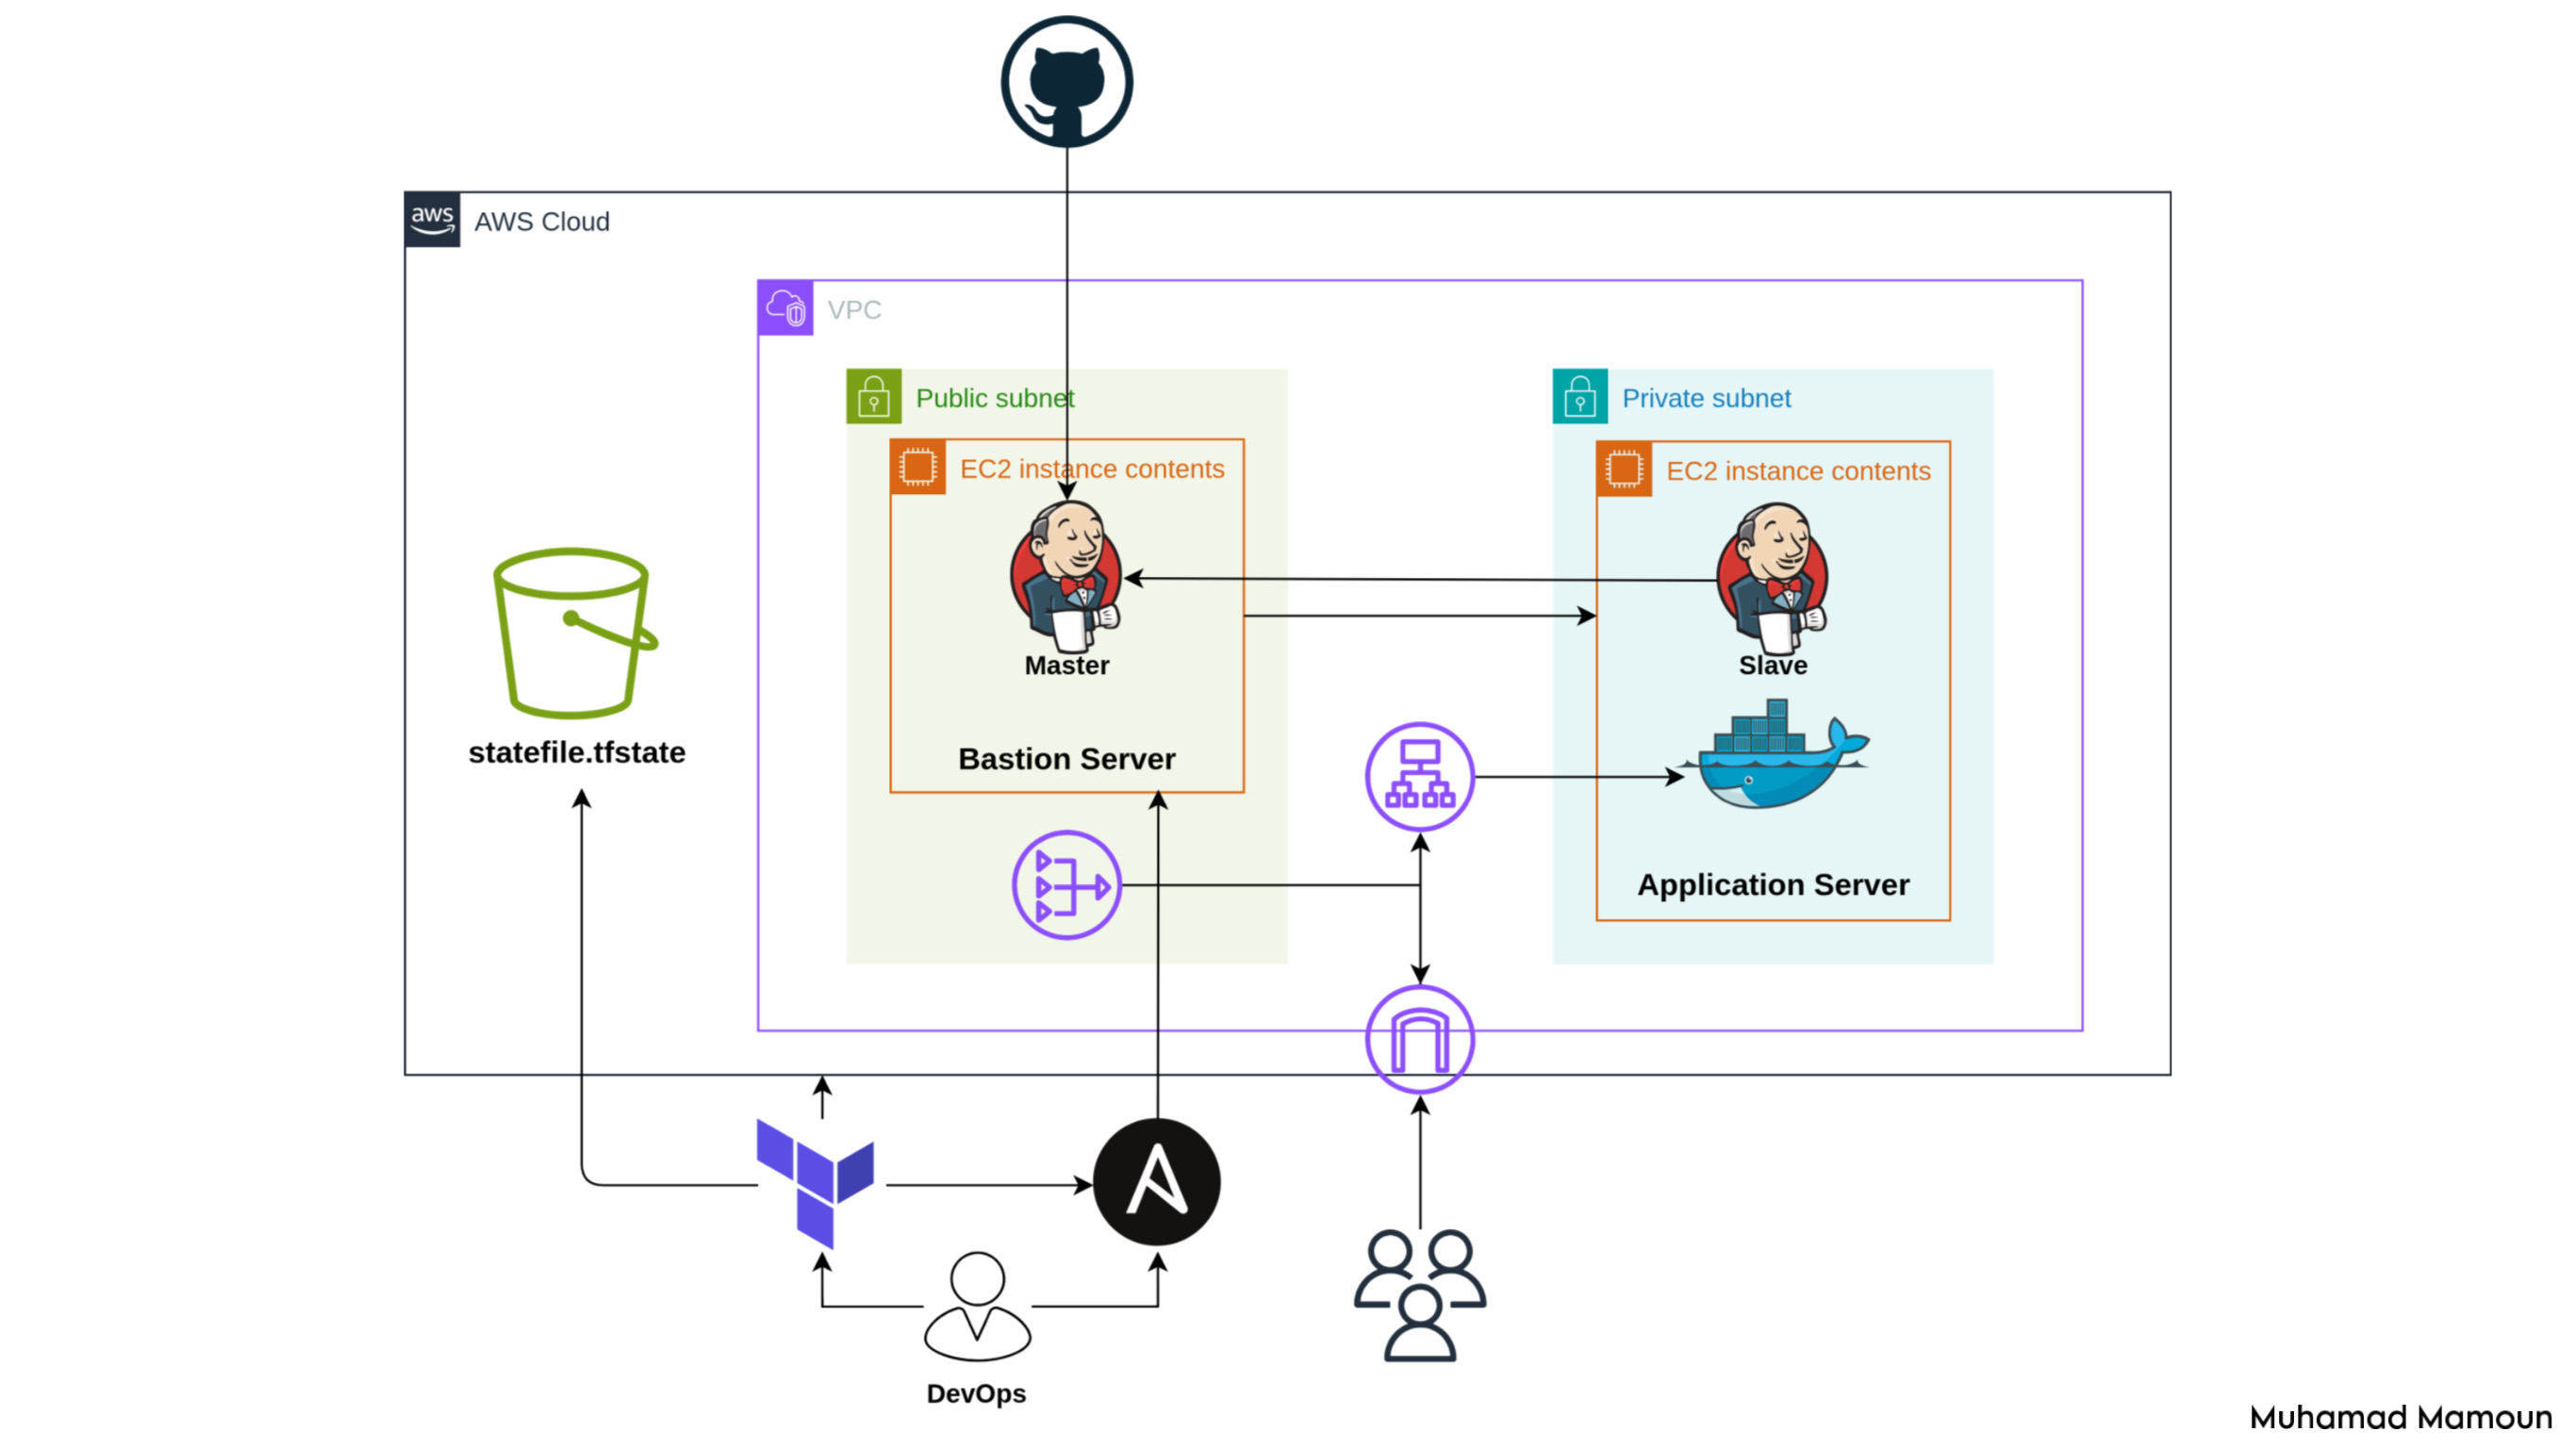 aws
AWS Cloud
VPC
Public subnet
Private subnet
EC2 instance contents
EC2 instance contents
Master
Slave
statefile.tfstate
Bastion Server
Application Server
DevOps
Muhamad Mamoun